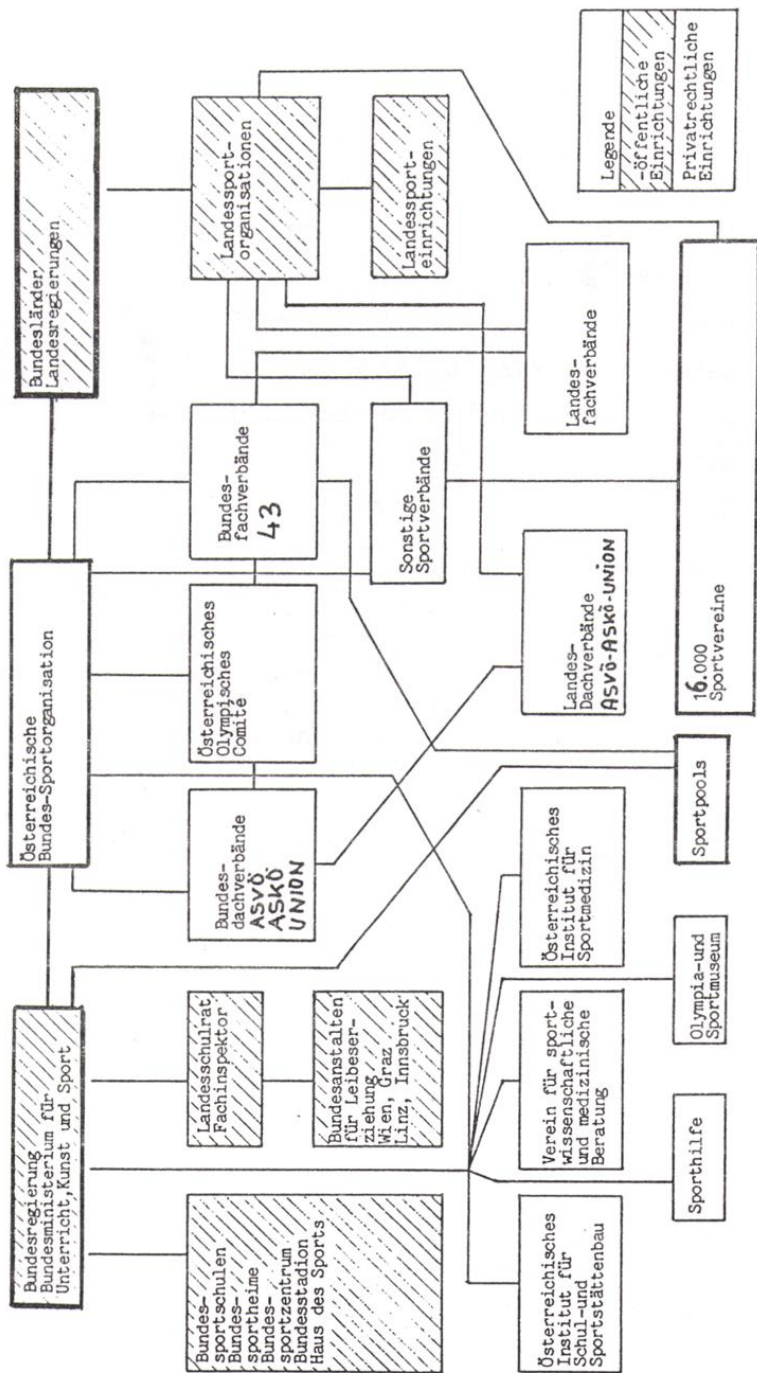 Bundesregierung
Bundesministerium für
Unterricht,Kunst und Sport
Österreichische
Bundes-Sportorganisation
Bundesländer
Landesregierungen
Bundes-
sportschulen
Bundes-
sportheime
Bundes-
sportzentrum
Bundesstadion
Haus des Sports
Landesschulrat
Fachinspektor
Bundesanstalten
für Leibeser-
ziehung
Wien, Graz
Linz, Innsbruck
Bundes-
dachverbände
ASVÖ
ASKÖ
UNION
Österreichisches
Olympisches
Comité
Bundes-
fachverbände
43
Landessport-
organisationen
Sonstige
Sportverbände
Landessport-
einrichtungen
Österreichisches
Institut für
Schul-und
Sportstättenbau
Verein für sport-
wissenschaftliche
und medizinische
Beratung
Österreichisches
Institut für
Sportmedizin
Landes-
Dachverbände
ASVÖ-ASKÖ-UNION
Landes-
fachverbände
Sporthilfe
Olympia-und
Sportmuseum
Sportpools
16.000
Sportvereine
Legende
-öffentliche
Einrichtungen
Privatrechtliche
Einrichtungen